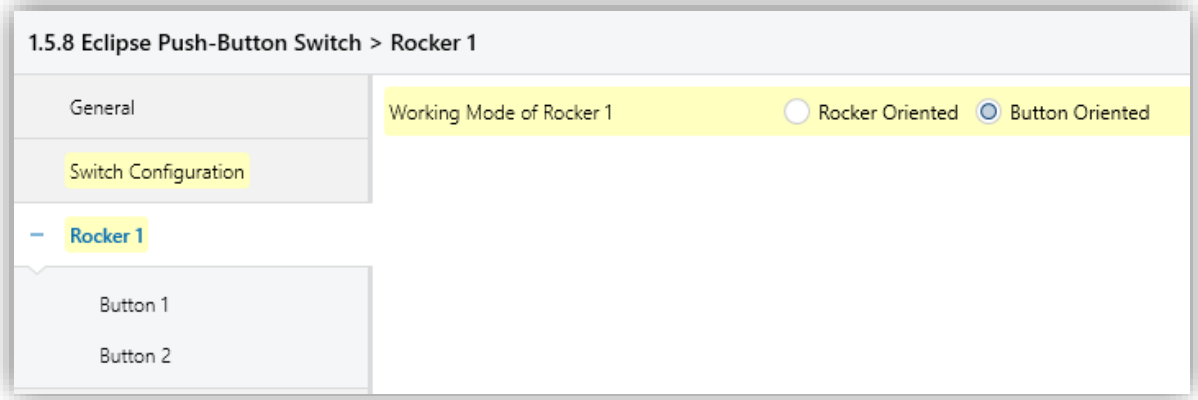 1.5.8 Eclipse Push-Button Switch > Rocker 1
General
Working Mode of Rocker 1 Rocker Oriented Button Oriented
Switch Configuration
Rocker 1
Button 1
Button 2